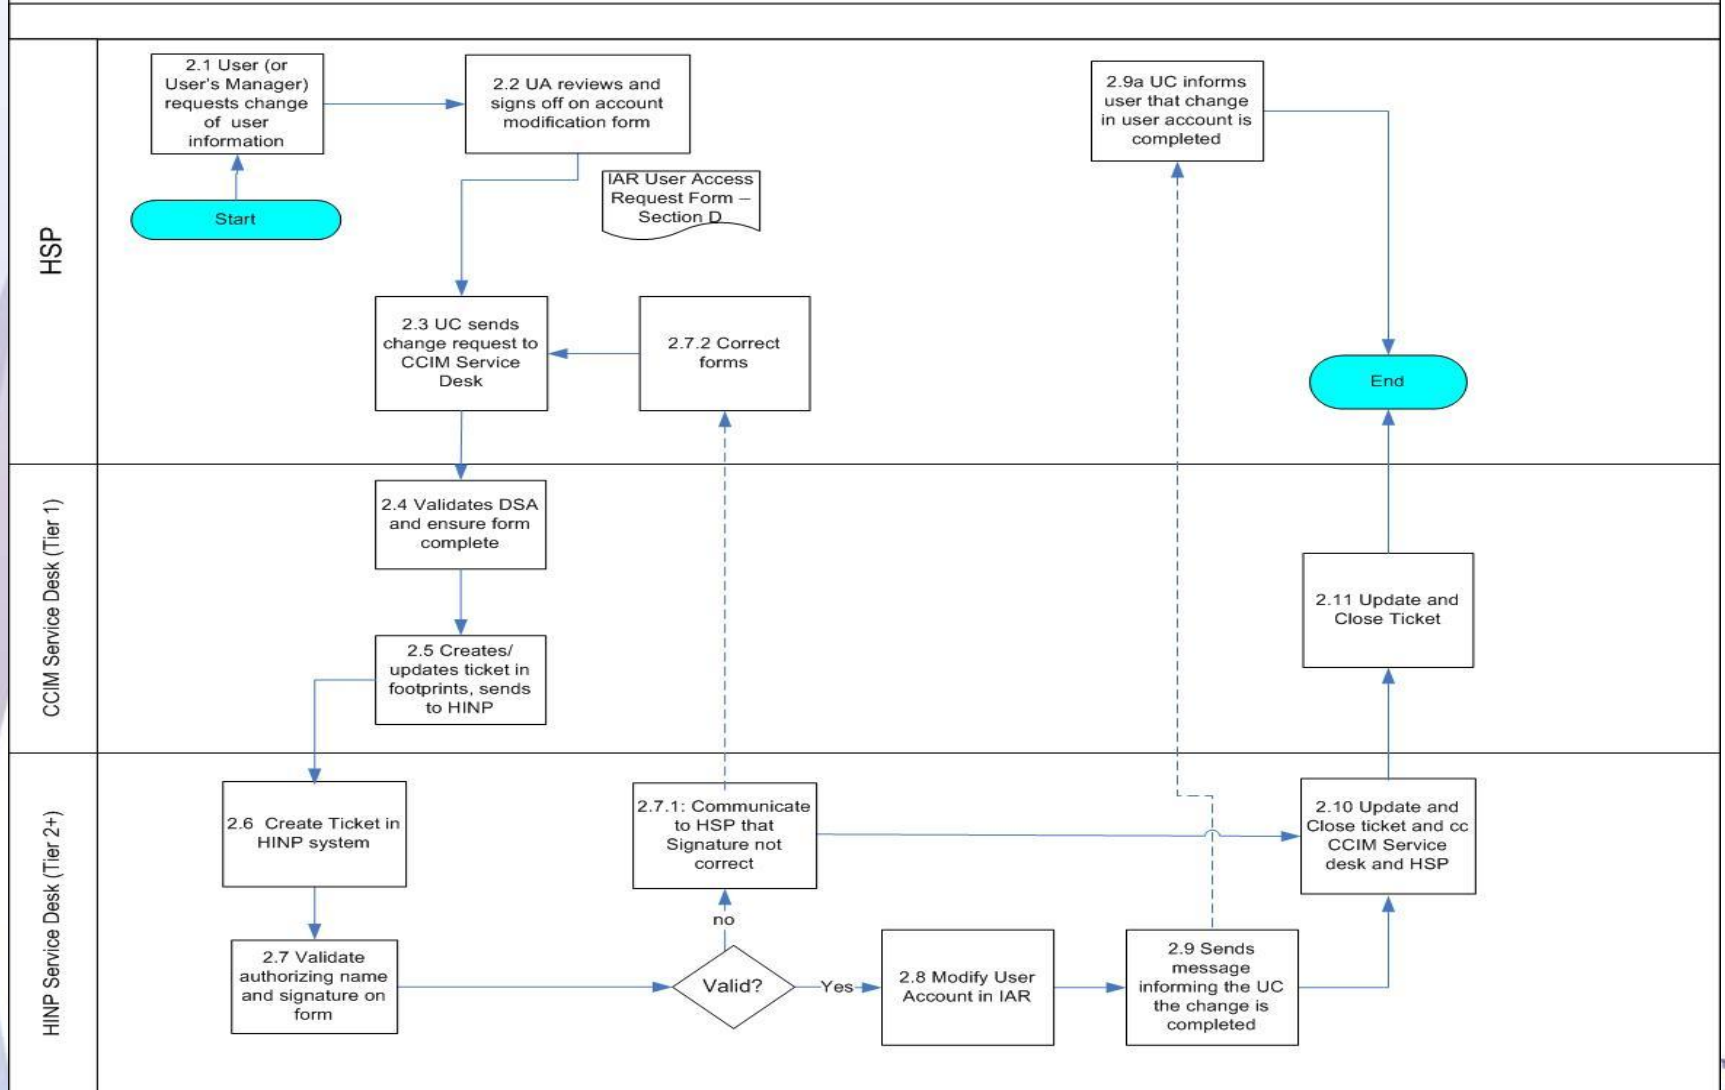 HSP
2.1 User (or
User's Manager)
requests change
of user
information
2.2 UA reviews and
signs off on account
modification form
2.9a UC informs
user that change
in user account is
completed
IAR User Access
Request Form –
Section D
Start
2.3 UC sends
change request to
CCIM Service
Desk
2.7.2 Correct
forms
End
CCIM Service Desk (Tier 1)
2.4 Validates DSA
and ensure form
complete
2.5 Creates/
updates ticket in
footprints, sends
to HINP
2.11 Update and
Close Ticket
HINP Service Desk (Tier 2+)
2.6 Create Ticket in
HINP system
2.7.1: Communicate
to HSP that
Signature not
correct
2.10 Update and
Close ticket and cc
CCIM Service
desk and HSP
no
2.7 Validate
authorizing name
and signature on
form
Valid?
Yes
2.8 Modify User
Account in IAR
2.9 Sends
message
informing the UC
the change is
completed